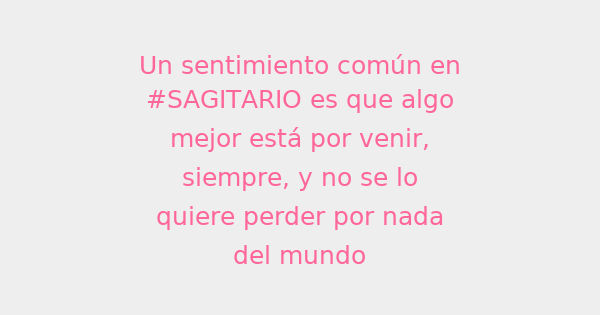 Un sentimiento común en
#SAGITARIO es que algo
mejor está por venir,
siempre, y no se lo
quiere perder por nada
del mundo